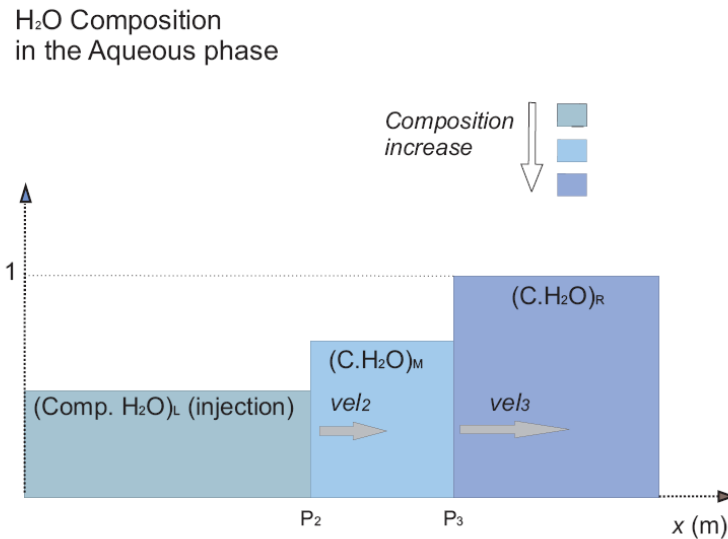 H₂O Composition
in the Aqueous phase
Composition
increase
1
(C.H₂O)R
(C.H₂O)M
(Comp. H₂O)L (injection)
vel₂
vel₃
P₂
P₃
x (m)